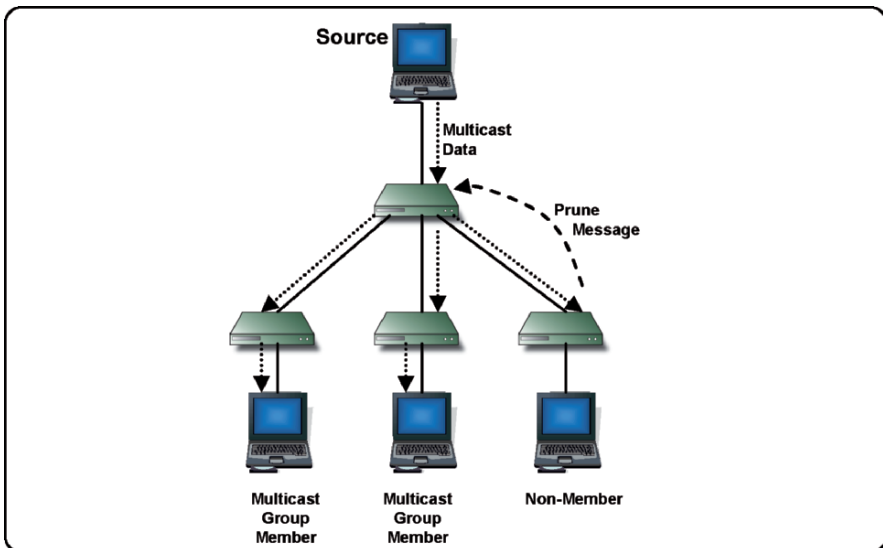 Source
Multicast
Data
Prune
Message
Multicast
Group
Member
Multicast
Group
Member
Non-Member